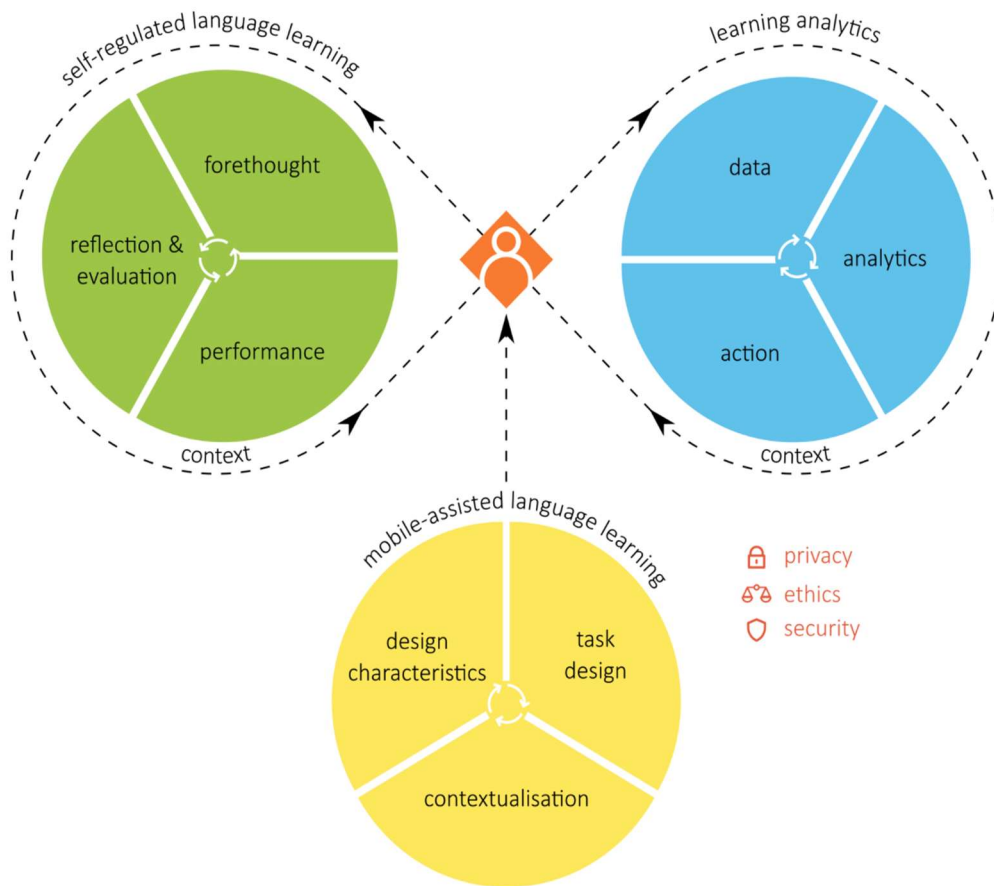 self-regulated language learning
forethought
reflection &
evaluation
performance
context
learning analytics
data
analytics
action
context
mobile-assisted language learning
design
characteristics
task
design
contextualisation
privacy
ethics
security